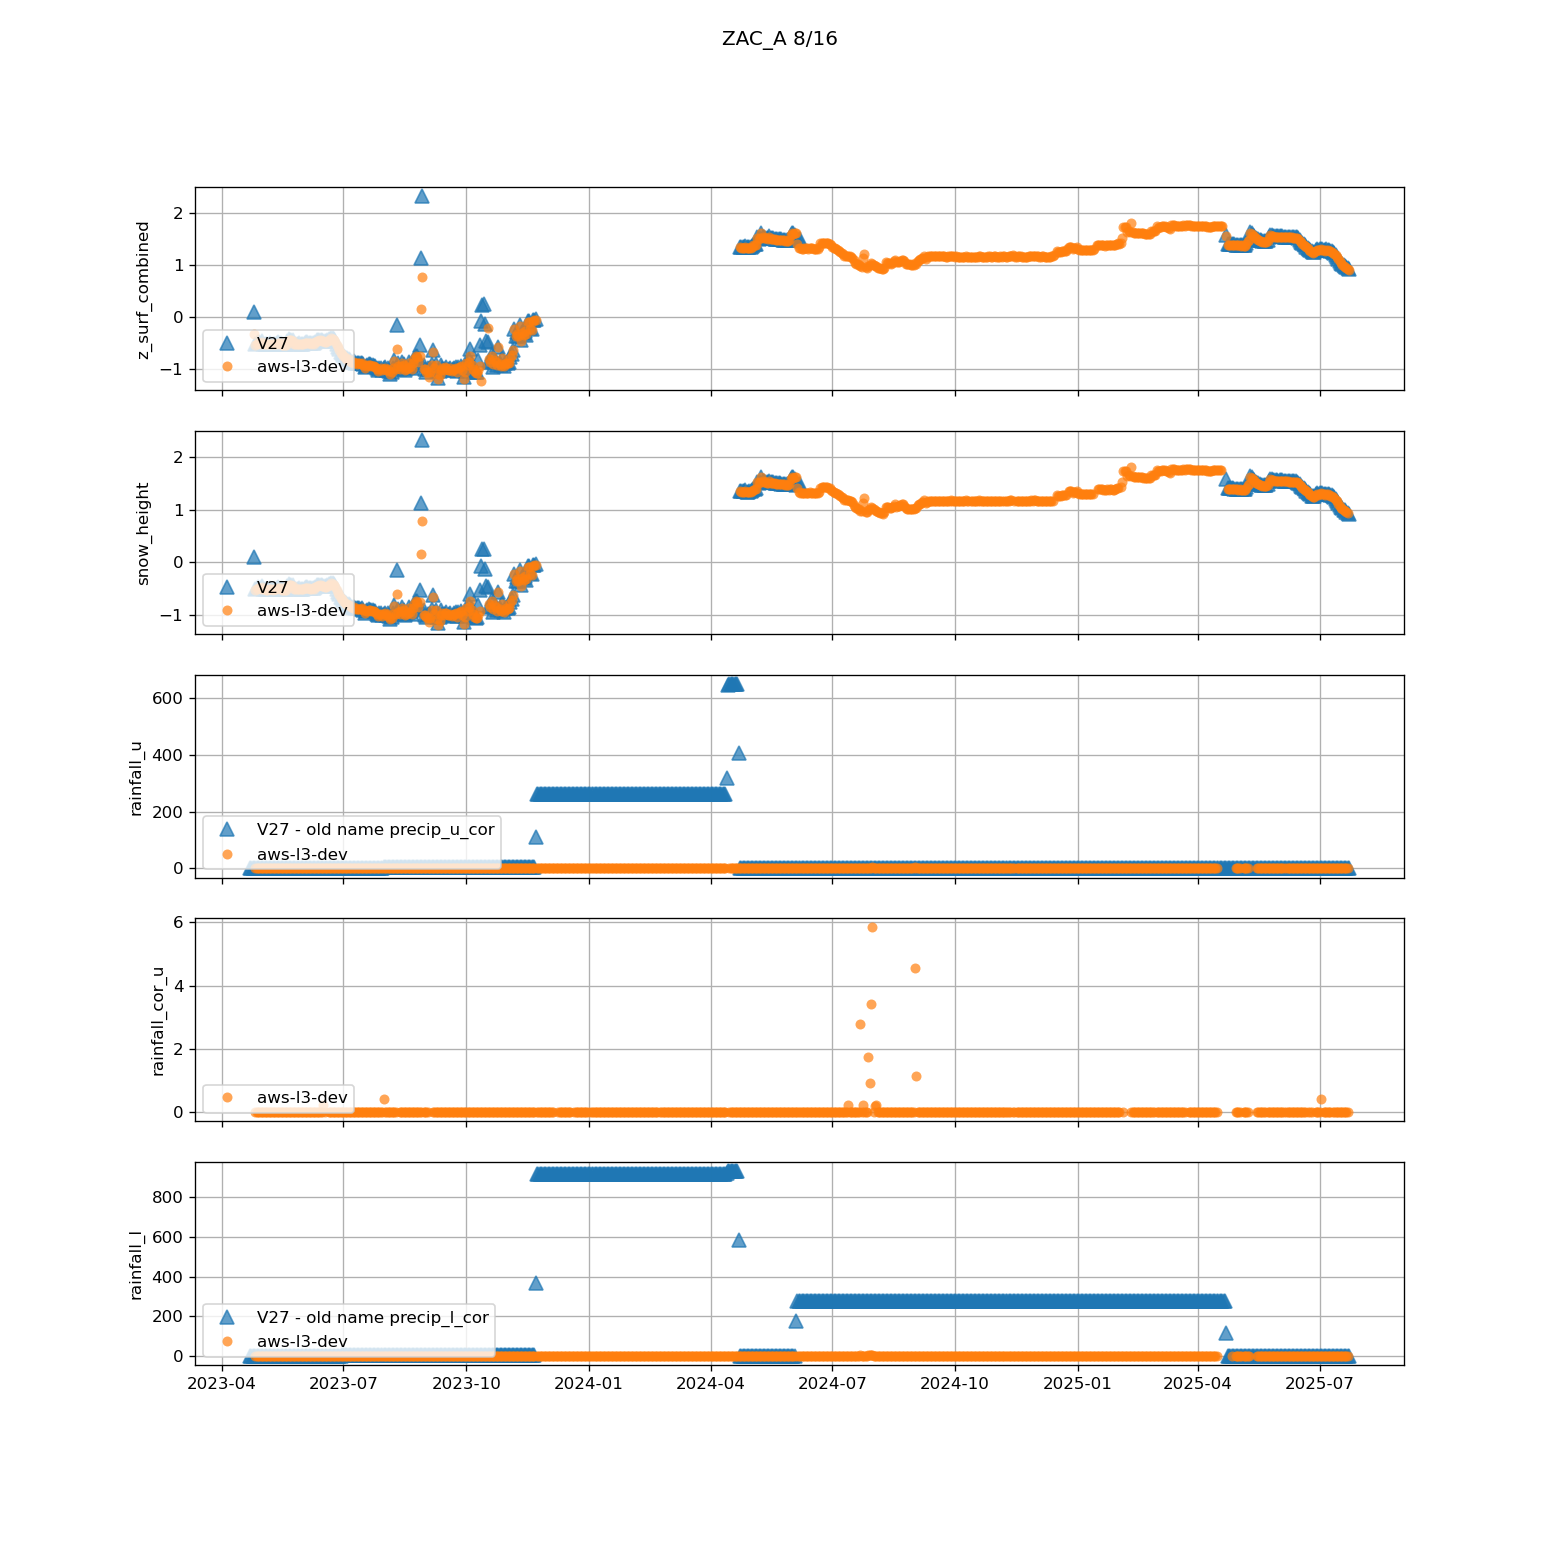 ZAC_A 8/16
z_surf_combined
2
1
0
−1
V27
aws-l3-dev
snow_height
2
1
0
−1
V27
aws-l3-dev
rainfall_u
600
400
200
0
V27 - old name precip_u_cor
aws-l3-dev
rainfall_cor_u
6
4
2
0
aws-l3-dev
rainfall_l
800
600
400
200
0
V27 - old name precip_l_cor
aws-l3-dev
2023-04 2023-07 2023-10 2024-01 2024-04 2024-07 2024-10 2025-01 2025-04 2025-07